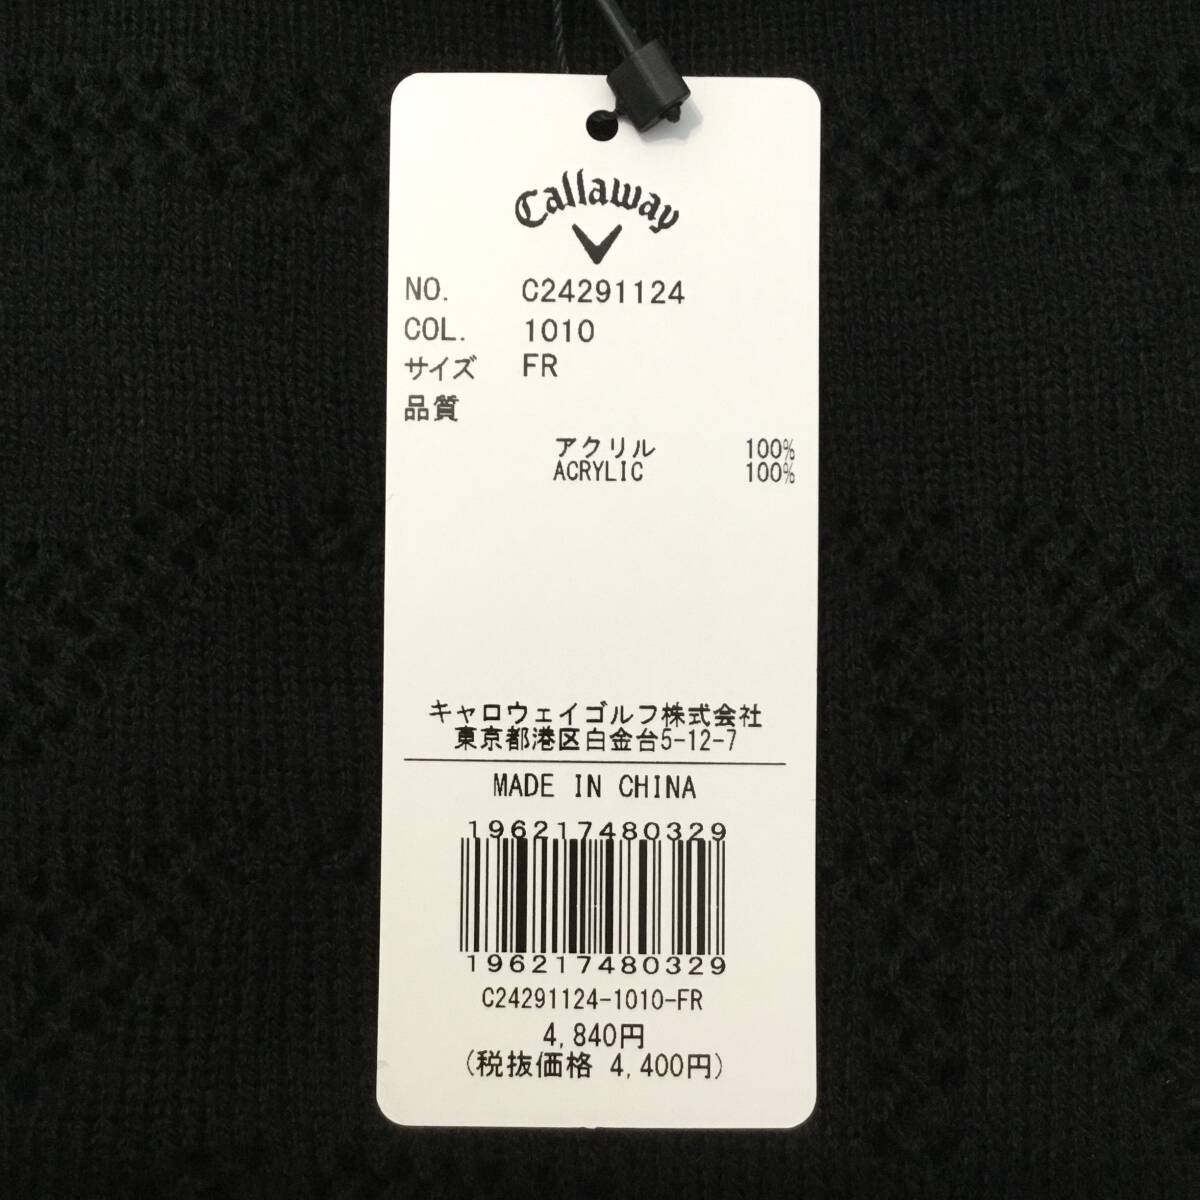 Callaway
NO. C24291124
COL. 1010
サイズ FR
品質
アクリル 100%
ACRYLIC 100%
キャロウェイゴルフ株式会社
東京都港区白金台5-12-7
MADE IN CHINA
196217480329
196217480329
C24291124-1010-FR
4,840円
(税抜価格 4,400円)